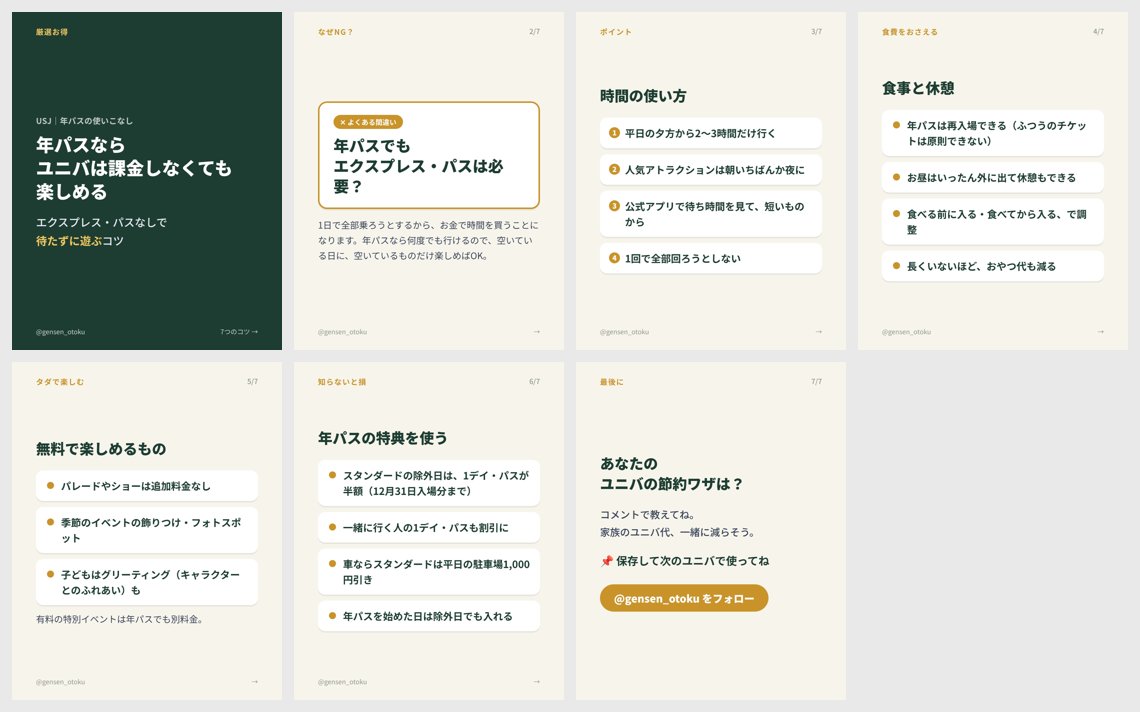 厳選お得
USJ｜年パスの使いこなし
年パスなら
ユニバは課金しなくても
楽しめる
エクスプレス・パスなしで
待たずに遊ぶコツ
@gensen_otoku
7つのコツ →
なぜNG？
2/7
× よくある間違い
年パスでも
エクスプレス・パスは必
要？
1日で全部乗ろうとするから、お金で時間を買うことに
なります。年パスなら何度でも行けるので、空いてい
る日に、空いているものだけ楽しめばOK。
@gensen_otoku
→
ポイント
3/7
時間の使い方
1 平日の夕方から2〜3時間だけ行く
2 人気アトラクションは朝いちばんか夜に
3 公式アプリで待ち時間を見て、短いもの
から
4 1回で全部回ろうとしない
@gensen_otoku
→
食費をおさえる
4/7
食事と休憩
年パスは再入場できる（ふつうのチケッ
トは原則できない）
お昼はいったん外に出て休憩もできる
食べる前に入る・食べてから入る、で調
整
長くいないほど、おやつ代も減る
@gensen_otoku
→
タダで楽しむ
5/7
無料で楽しめるもの
パレードやショーは追加料金なし
季節のイベントの飾りつけ・フォトスポ
ット
子どもはグリーティング（キャラクター
とのふれあい）も
有料の特別イベントは年パスでも別料金。
@gensen_otoku
→
知らないと損
6/7
年パスの特典を使う
スタンダードの除外日は、1デイ・パスが
半額（12月31日入場分まで）
一緒に行く人の1デイ・パスも割引に
車ならスタンダードは平日の駐車場1,000
円引き
年パスを始めた日は除外日でも入れる
@gensen_otoku
→
最後に
7/7
あなたの
ユニバの節約ワザは？
コメントで教えてね。
家族のユニバ代、一緒に減らそう。
📌 保存して次のユニバで使ってね
@gensen_otoku をフォロー